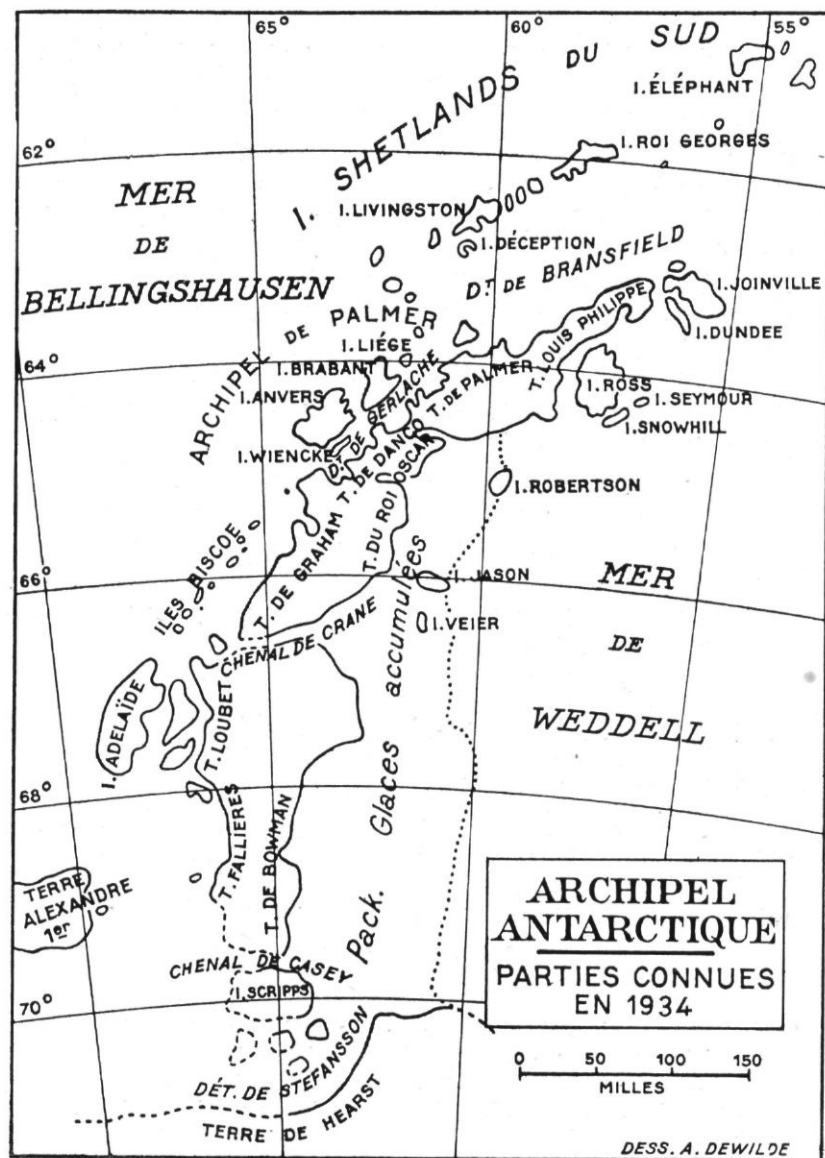 65°
60°
55°
I. SHETLANDS DU SUD
I. ÉLÉPHANT
62°
I. ROI GEORGES
MER
DE
BELLINGSHAUSEN
I. LIVINGSTON
I. DÉCEPTION
Dᵗ. DE BRANSFIELD
I. JOINVILLE
I. DUNDEE
ARCHIPEL DE PALMER
T. LOUIS PHILIPPE
I. LIÉGE
64°
I. BRABANT
T. DE PALMER
I. ROSS
I. ANVERS
Dᵗ. DE GERLACHE
I. SEYMOUR
I. SNOWHILL
I. WIENCKE
T. DE DANCO
I. ROBERTSON
T. DE GRAHAM
T. DU ROI OSCAR
ILES BISCOE
66°
I. JASON
MER
DE
WEDDELL
CHENAL DE CRANE
I. VEIER
I. ADELAÏDE
T. LOUBET
Pack. Glaces accumulées
68°
T. FALLIERES
T. DE BOWMAN
TERRE
ALEXANDRE
1er
CHENAL DE CASEY
I. SCRIPPS
70°
DÉT. DE STEFANSSON
TERRE DE HEARST
ARCHIPEL
ANTARCTIQUE
PARTIES CONNUES
EN 1934
0 50 100 150
MILLES
DESS. A. DEWILDE